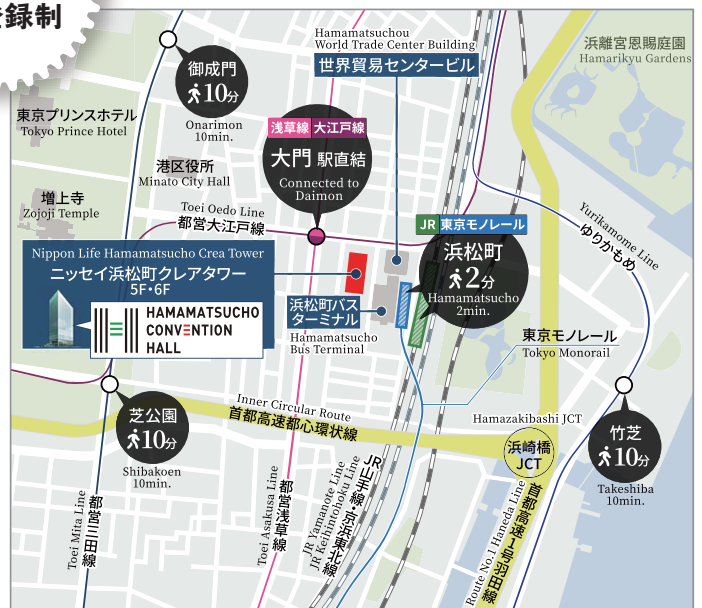 登録制
御成門
10分
Onarimon
10min.
Hamamatsuchou
World Trade Center Building
世界貿易センタービル
浜離宮恩賜庭園
Hamarikyu Gardens
東京プリンスホテル
Tokyo Prince Hotel
浅草線 大江戸線
大門 駅直結
Connected to
Daimon
港区役所
Minato City Hall
増上寺
Zojoji Temple
Toei Oedo Line
都営大江戸線
JR 東京モノレール
浜松町
2分
Hamamatsucho
2min.
Yurikamome Line
ゆりかもめ
Nippon Life Hamamatsucho Crea Tower
ニッセイ浜松町クレアタワー
5F・6F
HAMAMATSUCHO
CONVENTION
HALL
浜松町バス
ターミナル
Hamamatsucho
Bus Terminal
東京モノレール
Tokyo Monorail
芝公園
10分
Shibakoen
10min.
Inner Circular Route
首都高速都心環状線
Hamazakibashi JCT
浜崎橋
JCT
竹芝
10分
Takeshiba
10min.
Toei Mita Line
都営三田線
Toei Asakusa Line
都営浅草線
JR Yamanote Line
JR Keihintohoku Line
JR山手線・京浜東北線
Route No.1 Haneda Line
首都高速1号羽田線